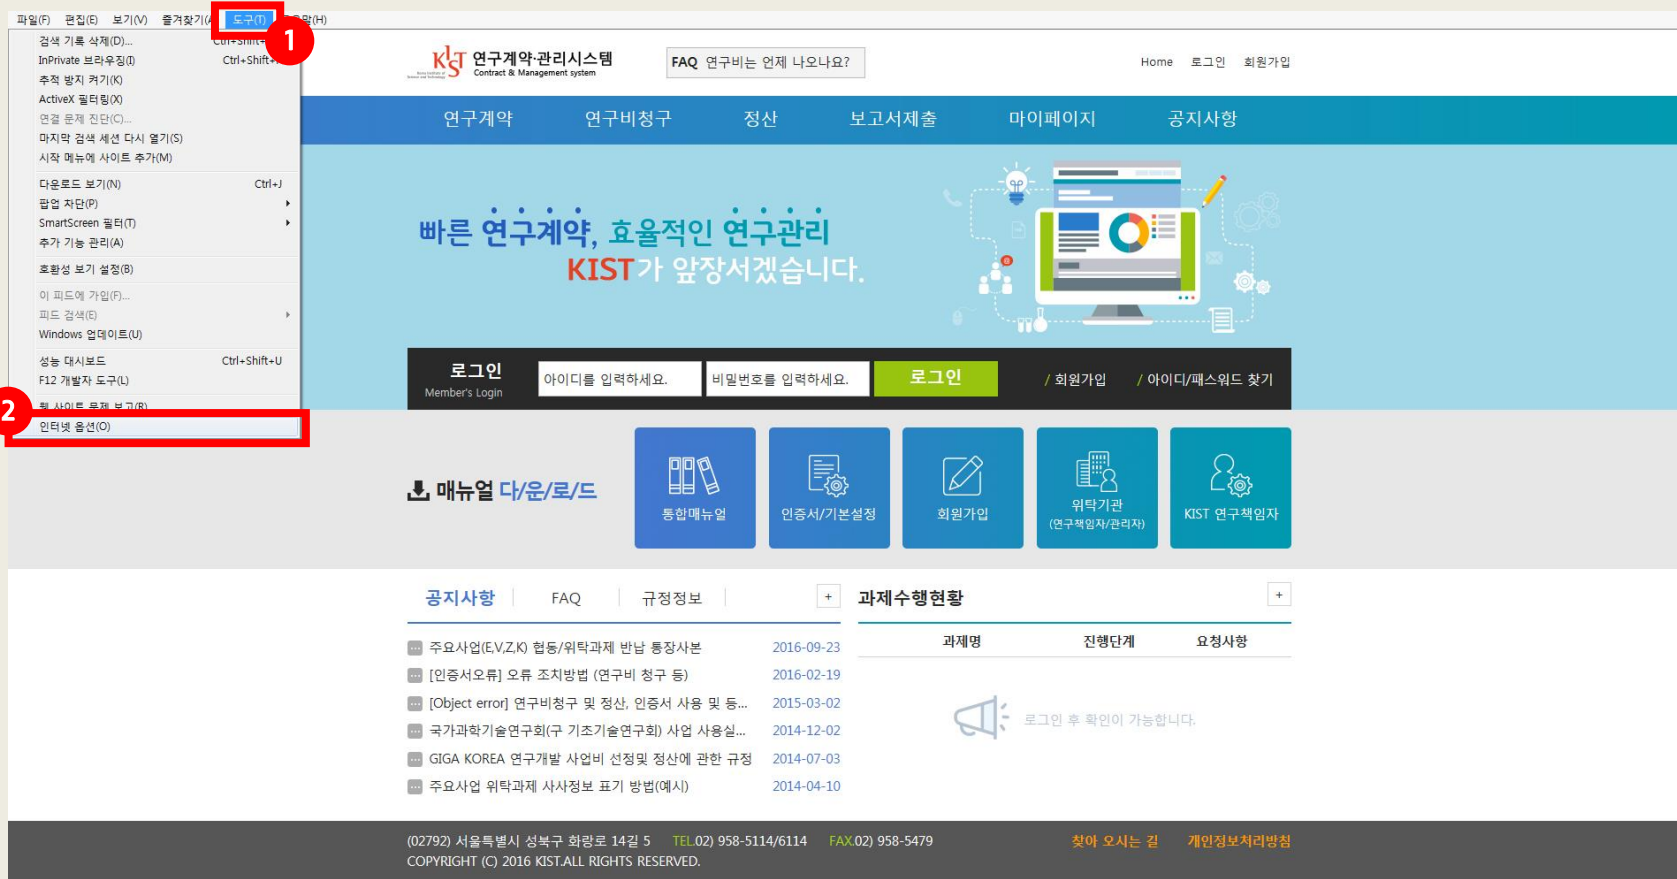 파일(F) 편집(E) 보기(V) 즐겨찾기(A 도구(T) 말(H)
1
검색 기록 삭제(D)... Ctrl+Shift+
InPrivate 브라우징(I) Ctrl+Shift+
추적 방지 켜기(K)
ActiveX 필터링(X)
연결 문제 진단(C)...
마지막 검색 세션 다시 열기(S)
시작 메뉴에 사이트 추가(M)
다운로드 보기(N) Ctrl+J
팝업 차단(P)
SmartScreen 필터(T)
추가 기능 관리(A)
호환성 보기 설정(B)
이 피드에 가입(F)...
피드 검색(E)
Windows 업데이트(U)
성능 대시보드 Ctrl+Shift+U
F12 개발자 도구(L)
웹 사이트 문제 보고(R)
2
인터넷 옵션(O)
KIST 연구계약·관리시스템
Contract & Management system
FAQ 연구비는 언제 나오나요?
Home 로그인 회원가입
연구계약 연구비청구 정산 보고서제출 마이페이지 공지사항
빠른 연구계약, 효율적인 연구관리
KIST가 앞장서겠습니다.
로그인
Member's Login
아이디를 입력하세요. 비밀번호를 입력하세요. 로그인
/ 회원가입 / 아이디/패스워드 찾기
매뉴얼 다/운/로/드
통합매뉴얼
인증서/기본설정
회원가입
위탁기관
(연구책임자/관리자)
KIST 연구책임자
공지사항 FAQ 규정정보 +
주요사업(E,V,Z,K) 협동/위탁과제 반납 통장사본 2016-09-23
[인증서오류] 오류 조치방법 (연구비 청구 등) 2016-02-19
[Object error] 연구비청구 및 정산, 인증서 사용 및 등... 2015-03-02
국가과학기술연구회(구 기초기술연구회) 사업 사용실... 2014-12-02
GIGA KOREA 연구개발 사업비 선정및 정산에 관한 규정 2014-07-03
주요사업 위탁과제 사사정보 표기 방법(예시) 2014-04-10
과제수행현황 +
과제명 진행단계 요청사항
로그인 후 확인이 가능합니다.
(02792) 서울특별시 성북구 화랑로 14길 5 TEL.02) 958-5114/6114 FAX.02) 958-5479
COPYRIGHT (C) 2016 KIST.ALL RIGHTS RESERVED.
찾아 오시는 길 개인정보처리방침